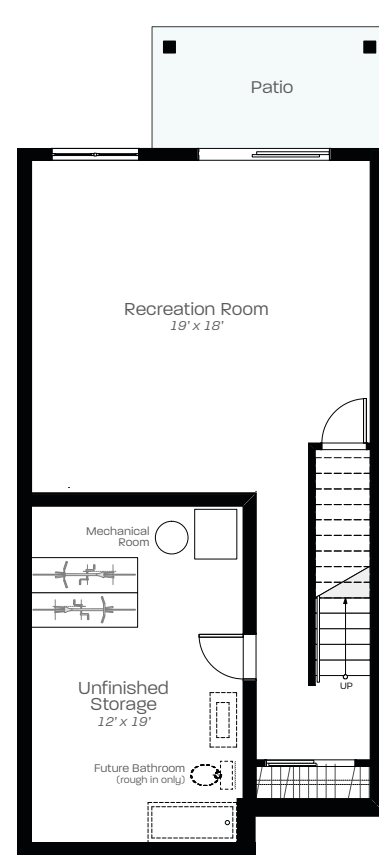 Patio
Recreation Room
19' x 18'
Mechanical
Room
Unfinished
Storage
12' x 19'
UP
Future Bathroom
(rough in only)